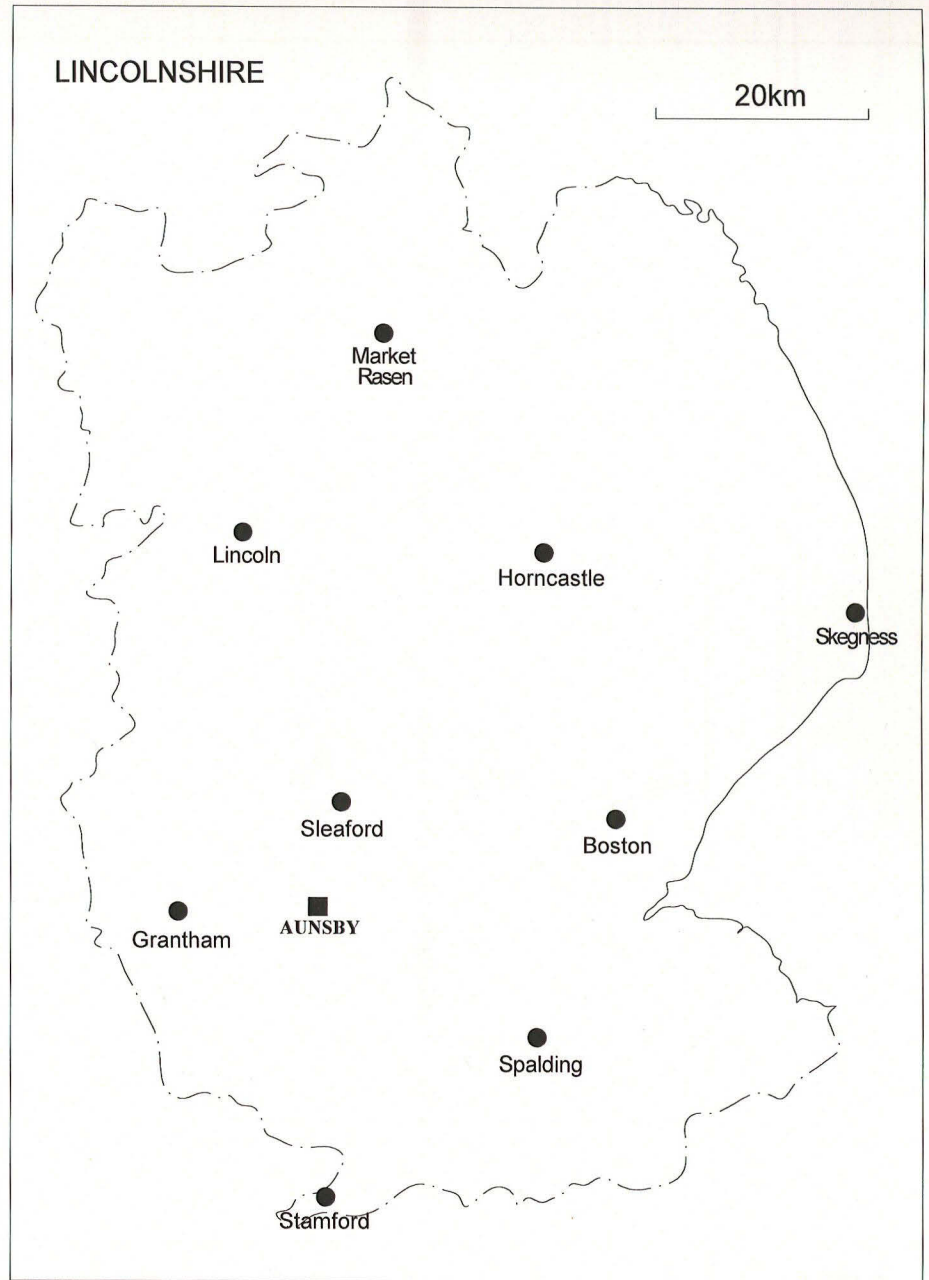 LINCOLNSHIRE
20km
Market
Rasen
Lincoln
Horncastle
Skegness
Sleaford
Boston
Grantham
AUNSBY
Spalding
Stamford